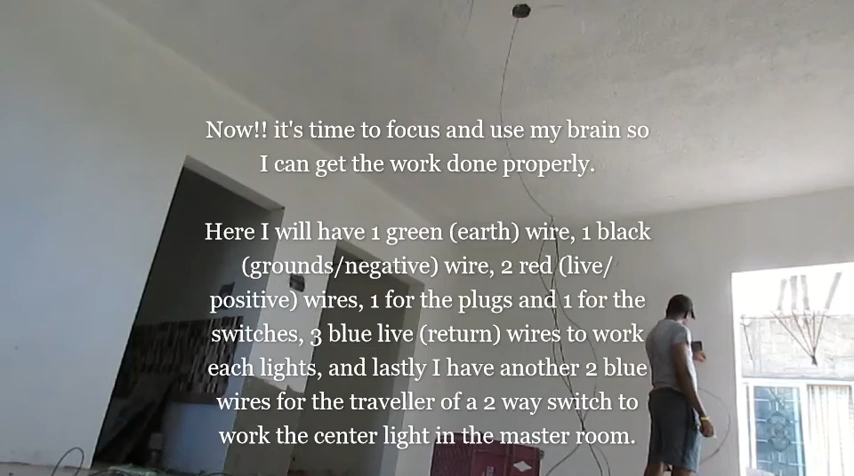 Now!! it's time to focus and use my brain so
I can get the work done properly.
Here I will have 1 green (earth) wire, 1 black
(grounds/negative) wire, 2 red (live/
positive) wires, 1 for the plugs and 1 for the
switches, 3 blue live (return) wires to work
each lights, and lastly I have another 2 blue
wires for the traveller of a 2 way switch to
work the center light in the master room.